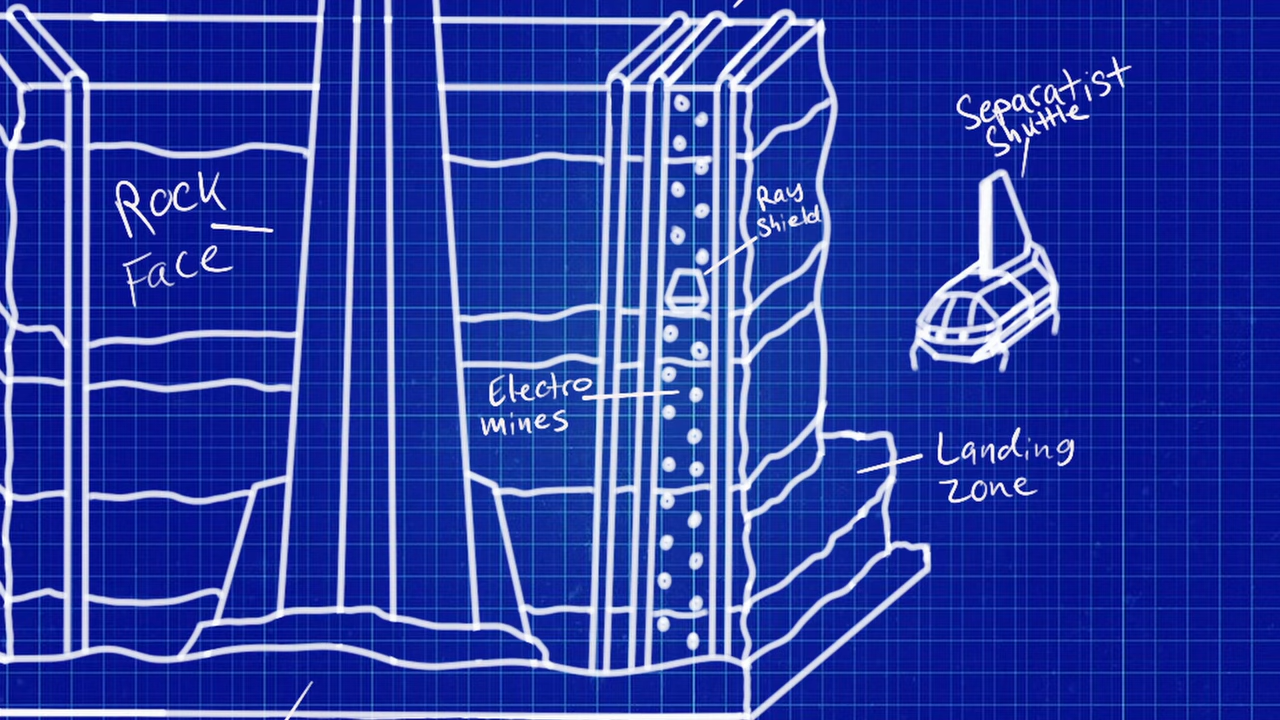 Separatist
Shuttle
Rock
Face
Ray
Shield
Electro
mines
Landing
zone